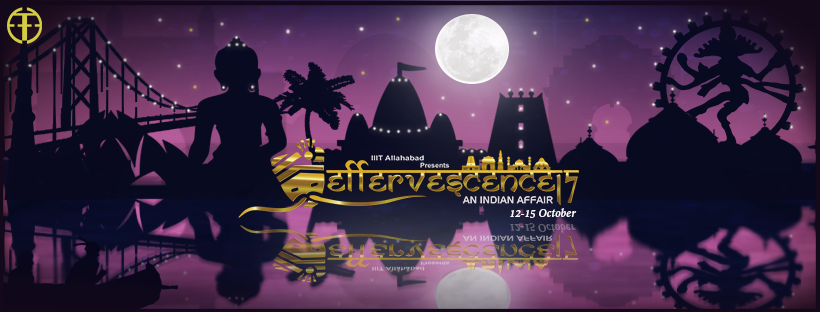 IIIT Allahabad
Presents
effervescence17
AN INDIAN AFFAIR
12-15 October